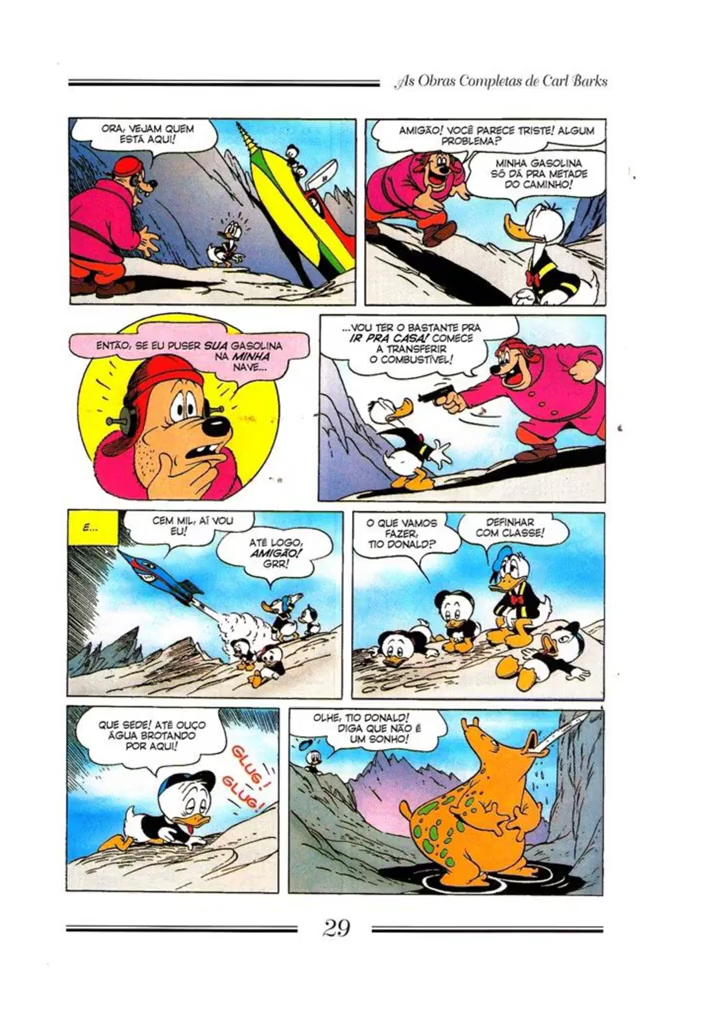 As Obras Completas de Carl Barks
ORA, VEJAM QUEM
ESTÁ AQUI!
AMIGÃO! VOCÊ PARECE TRISTE! ALGUM
PROBLEMA?
MINHA GASOLINA
SÓ DÁ PRA METADE
DO CAMINHO!
ENTÃO, SE EU PUSER SUA GASOLINA
NA MINHA
NAVE...
...VOU TER O BASTANTE PRA
IR PRA CASA! COMECE
A TRANSFERIR
O COMBUSTÍVEL!
E...
CEM MIL, AÍ VOU
EU!
ATÉ LOGO,
AMIGÃO!
GRR!
O QUE VAMOS
FAZER,
TIO DONALD?
DEFINHAR
COM CLASSE!
QUE SEDE! ATÉ OUÇO
ÁGUA BROTANDO
POR AQUI!
GLUG!
GLUG!
OLHE, TIO DONALD!
DIGA QUE NÃO É
UM SONHO!
29